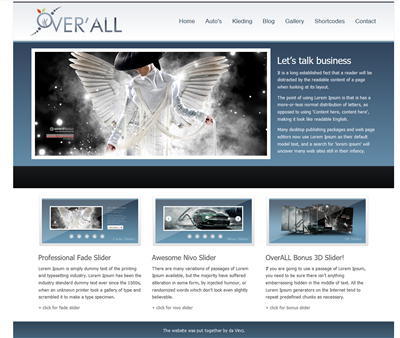 OVER'ALL
Home Auto's Kleding Blog Gallery Shortcodes Contact
Let's talk business
It is a long established fact that a reader will be
distracted by the readable content of a page
when looking at its layout.
The point of using Lorem Ipsum is that it has a
more-or-less normal distribution of letters, as
opposed to using 'Content here, content here',
making it look like readable English.
Many desktop publishing packages and web page
editors now use Lorem Ipsum as their default
model text, and a search for 'lorem ipsum' will
uncover many web sites still in their infancy.
Professional Fade Slider
Lorem Ipsum is simply dummy text of the printing
and typesetting industry. Lorem Ipsum has been the
industry standard dummy text ever since the 1500s,
when an unknown printer took a galley of type and
scrambled it to make a type specimen.
» click for fade slider
Awesome Nivo Slider
There are many variations of passages of Lorem
Ipsum available, but the majority have suffered
alteration in some form, by injected humour, or
randomized words which don't look even slightly
believable.
» click for nivo slider
OverALL Bonus 3D Slider!
If you are going to use a passage of Lorem Ipsum,
you need to be sure there isn't anything
embarrassing hidden in the middle of text. All the
Lorem Ipsum generators on the Internet tend to
repeat predefined chunks as necessary.
» click for bonus slider
The website was put together by da Vinci.